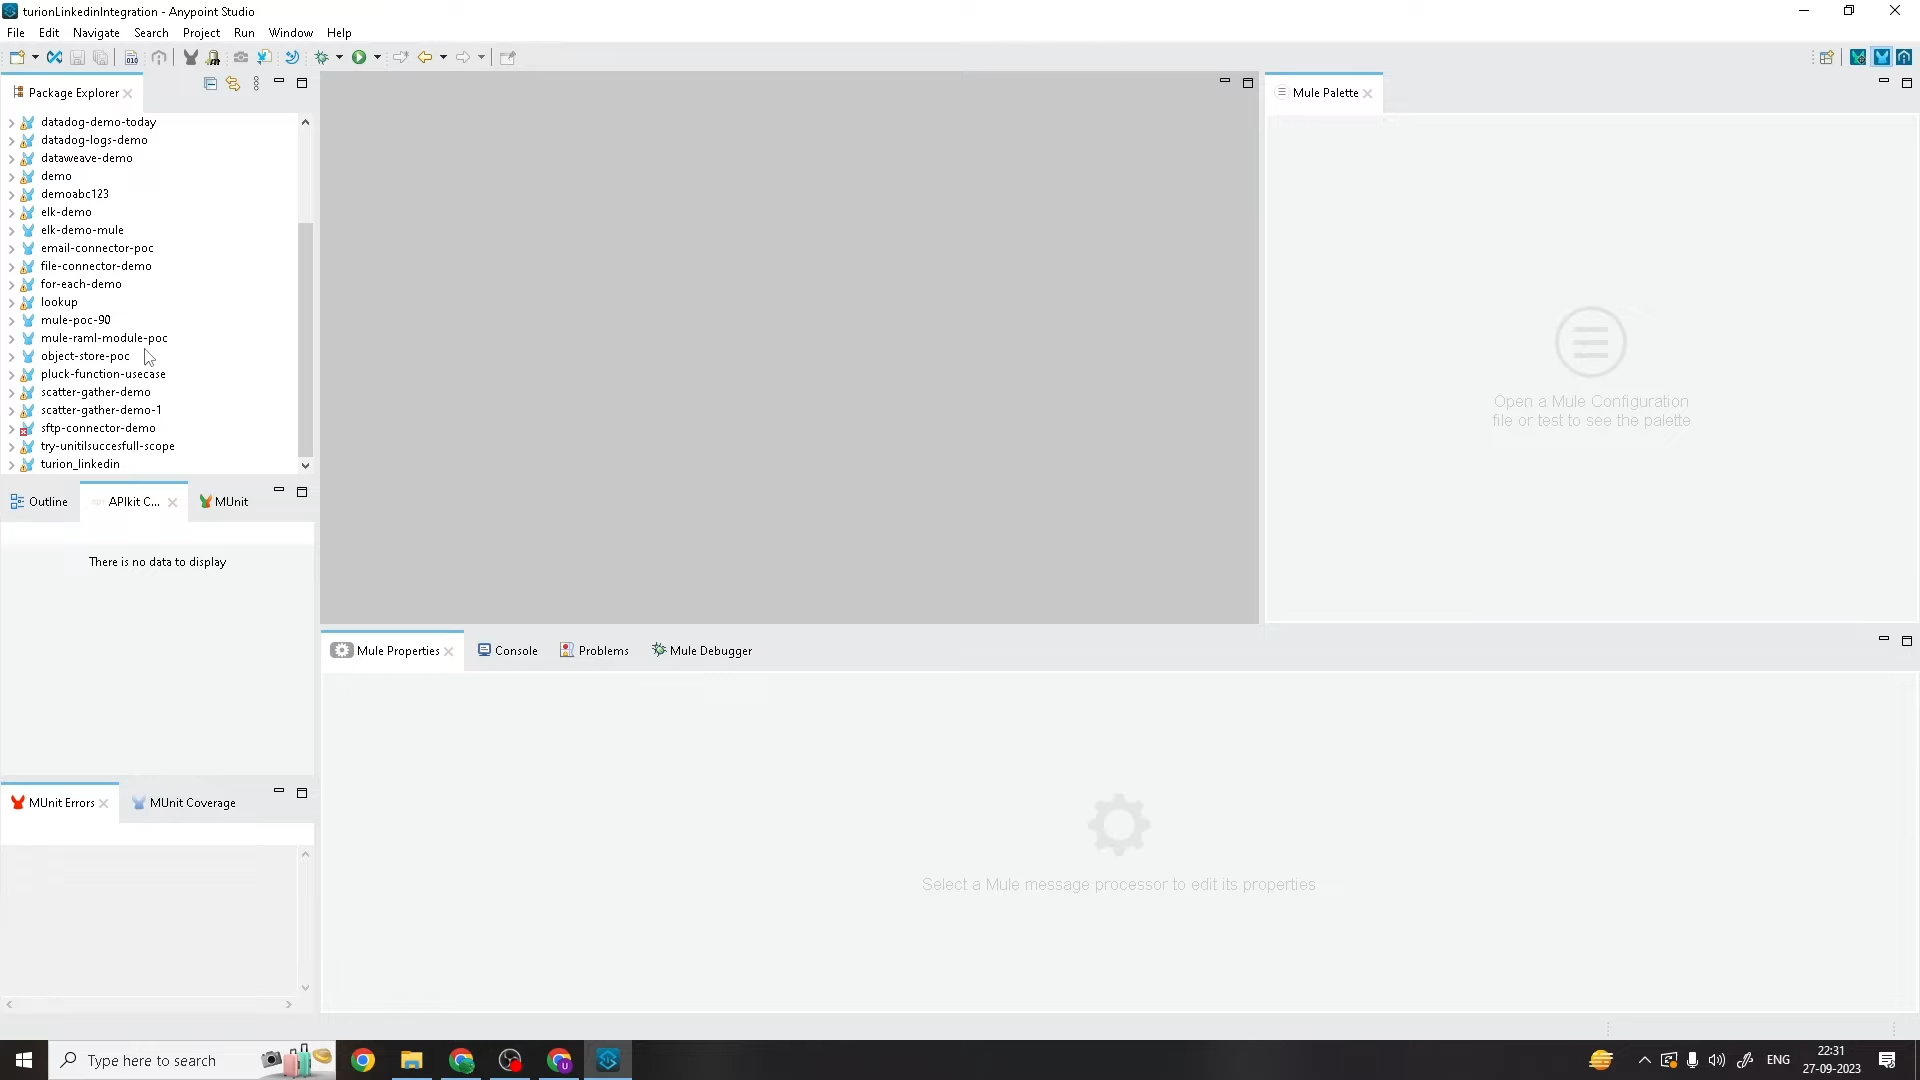 turionLinkedinIntegration - Anypoint Studio
File Edit Navigate Search Project Run Window Help
Package Explorer
datadog-demo-today
datadog-logs-demo
dataweave-demo
demo
demoabc123
elk-demo
elk-demo-mule
email-connector-poc
file-connector-demo
for-each-demo
lookup
mule-poc-90
mule-raml-module-poc
object-store-poc
pluck-function-usecase
scatter-gather-demo
scatter-gather-demo-1
sftp-connector-demo
try-unitilsuccesfull-scope
turion_linkedin
Mule Palette
Open a Mule Configuration
file or test to see the palette
Outline APIkit C... MUnit
There is no data to display
Mule Properties Console Problems Mule Debugger
Select a Mule message processor to edit its properties
MUnit Errors MUnit Coverage
Type here to search
ENG
22:31
27-09-2023